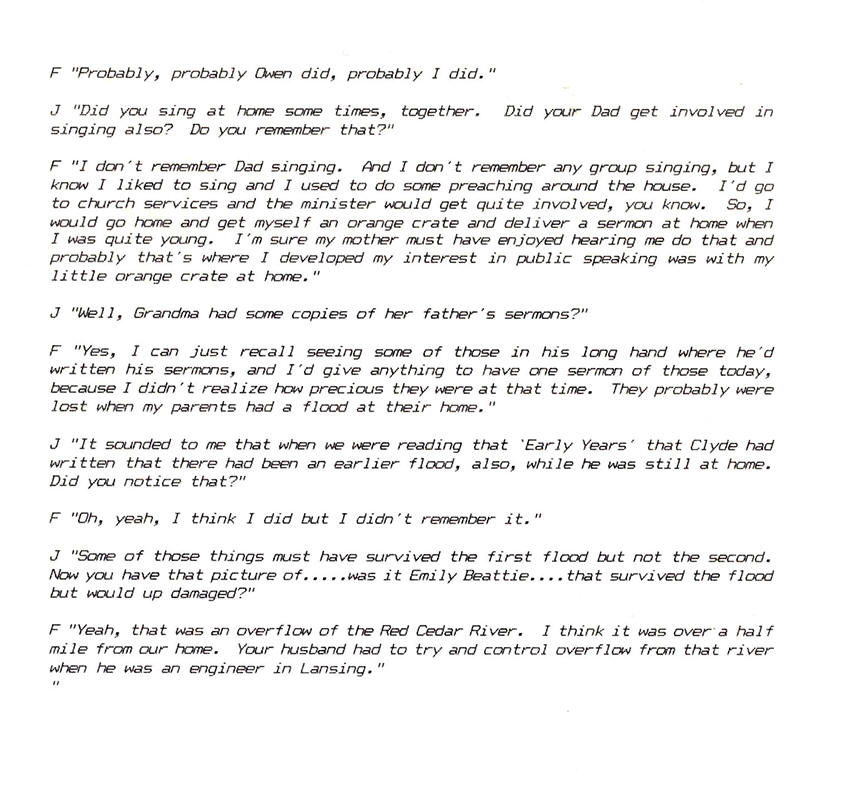 F "Probably, probably Owen did, probably I did."
J "Did you sing at home some times, together.  Did your Dad get involved in
singing also?  Do you remember that?"
F "I don't remember Dad singing.  And I don't remember any group singing, but I
know I liked to sing and I used to do some preaching around the house.  I'd go
to church services and the minister would get quite involved, you know.  So, I
would go home and get myself an orange crate and deliver a sermon at home when
I was quite young.  I'm sure my mother must have enjoyed hearing me do that and
probably that's where I developed my interest in public speaking was with my
little orange crate at home."
J "Well, Grandma had some copies of her father's sermons?"
F "Yes, I can just recall seeing some of those in his long hand where he'd
written his sermons, and I'd give anything to have one sermon of those today,
because I didn't realize how precious they were at that time.  They probably were
lost when my parents had a flood at their home."
J "It sounded to me that when we were reading that `Early Years' that Clyde had
written that there had been an earlier flood, also, while he was still at home.
Did you notice that?"
F "Oh, yeah, I think I did but I didn't remember it."
J "Some of those things must have survived the first flood but not the second.
Now you have that picture of.....was it Emily Beattie....that survived the flood
but would up damaged?"
F "Yeah, that was an overflow of the Red Cedar River.  I think it was over a half
mile from our home.  Your husband had to try and control overflow from that river
when he was an engineer in Lansing."
"